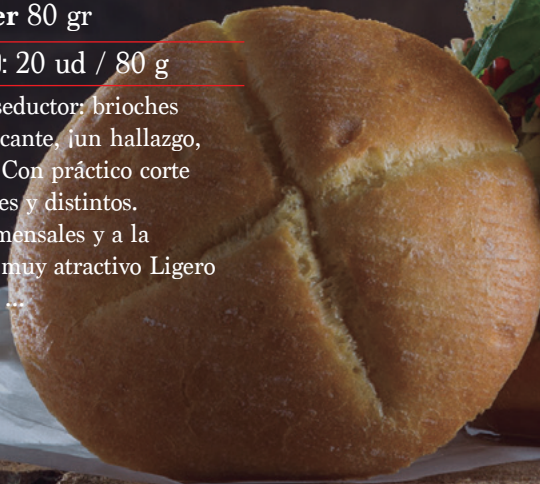 er 80 gr
: 20 ud / 80 g
seductor: brioches
cante, ¡un hallazgo,
Con práctico corte
es y distintos.
mensales y a la
muy atractivo Ligero
...